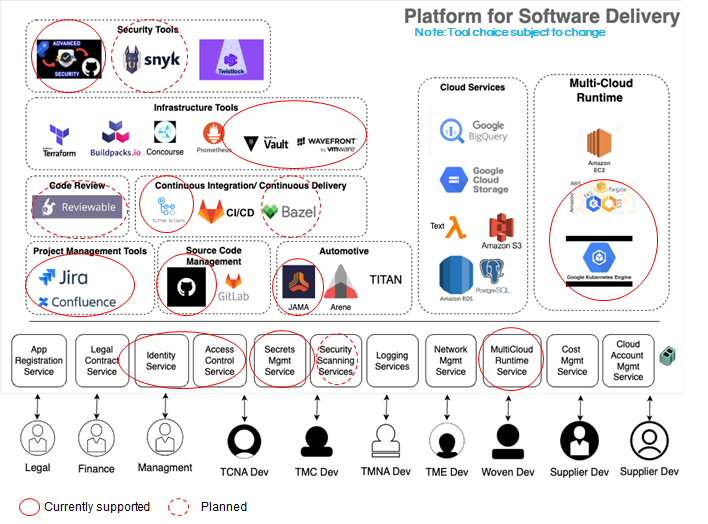 Platform for Software Delivery
Note: Tool choice subject to change
Security Tools
ADVANCED
SECURITY
snyk
Twistlock
Infrastructure Tools
Terraform
Buildpacks.io
Concourse
Prometheus
Vault
WAVEFRONT
by vmware
Cloud Services
Google
BigQuery
Google
Cloud
Storage
Text
Amazon S3
Amazon RDS
PostgreSQL
Multi-Cloud
Runtime
Amazon
EC2
AWS
Fargate
Amazon
EKS
Google Kubernetes Engine
Code Review
Reviewable
Continuous Integration/ Continuous Delivery
GitHub Actions
CI/CD
Bazel
Project Management Tools
Jira
Confluence
Source Code
Management
GitLab
Automotive
JAMA
Arene
TITAN
App
Registration
Service
Legal
Contract
Service
Identity
Service
Access
Control
Service
Secrets
Mgmt
Service
Security
Scanning
Services
Logging
Services
Network
Mgmt
Service
MultiCloud
Runtime
Service
Cost
Mgmt
Service
Cloud
Account
Mgmt
Service
Legal
Finance
Managment
TCNA Dev
TMC Dev
TMNA Dev
TME Dev
Woven Dev
Supplier Dev
Supplier Dev
Currently supported
Planned